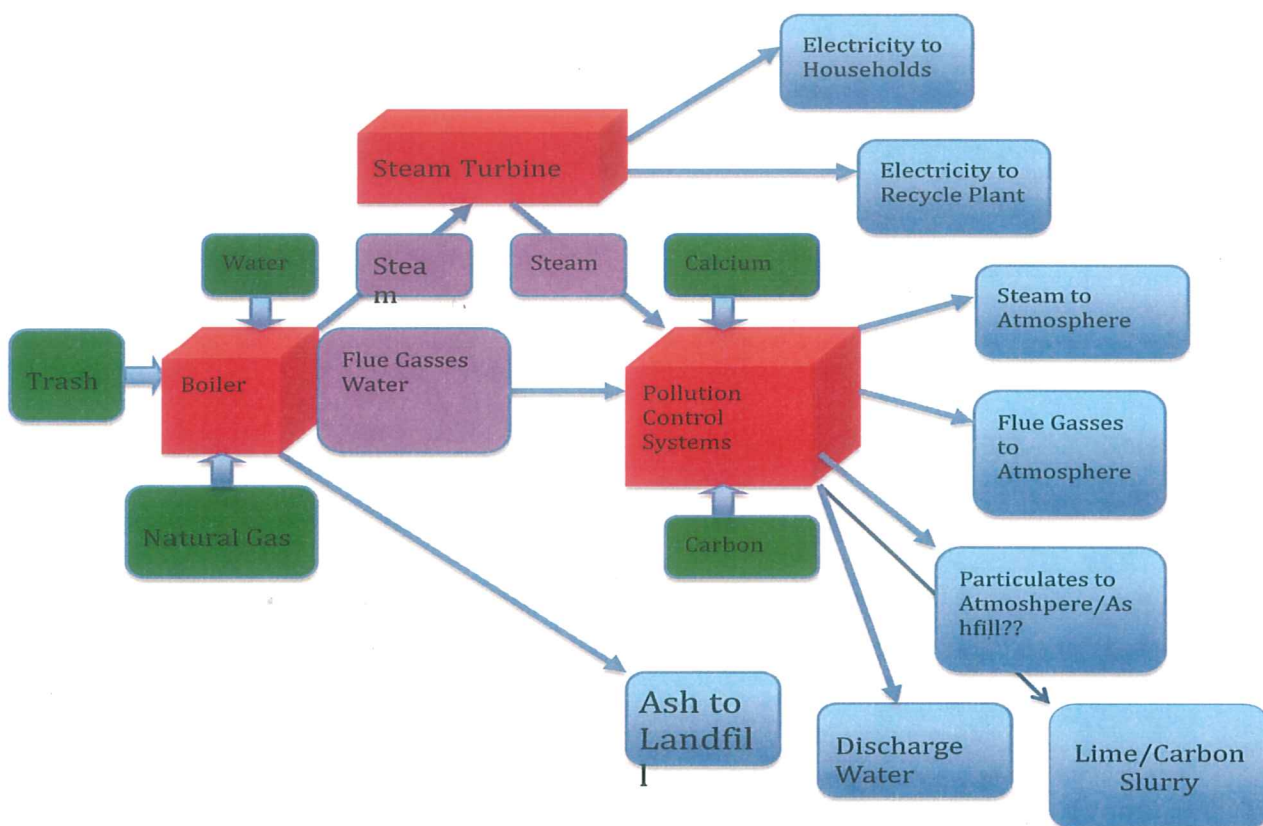 Electricity to
Households
Steam Turbine
Electricity to
Recycle Plant
Water
Stea
m
Steam
Calcium
Steam to
Atmosphere
Trash
Boiler
Flue Gasses
Water
Pollution
Control
Systems
Flue Gasses
to
Atmosphere
Natural Gas
Carbon
Particulates to
Atmoshpere/As
hfill??
Ash to
Landfil
l
Discharge
Water
Lime/Carbon
Slurry